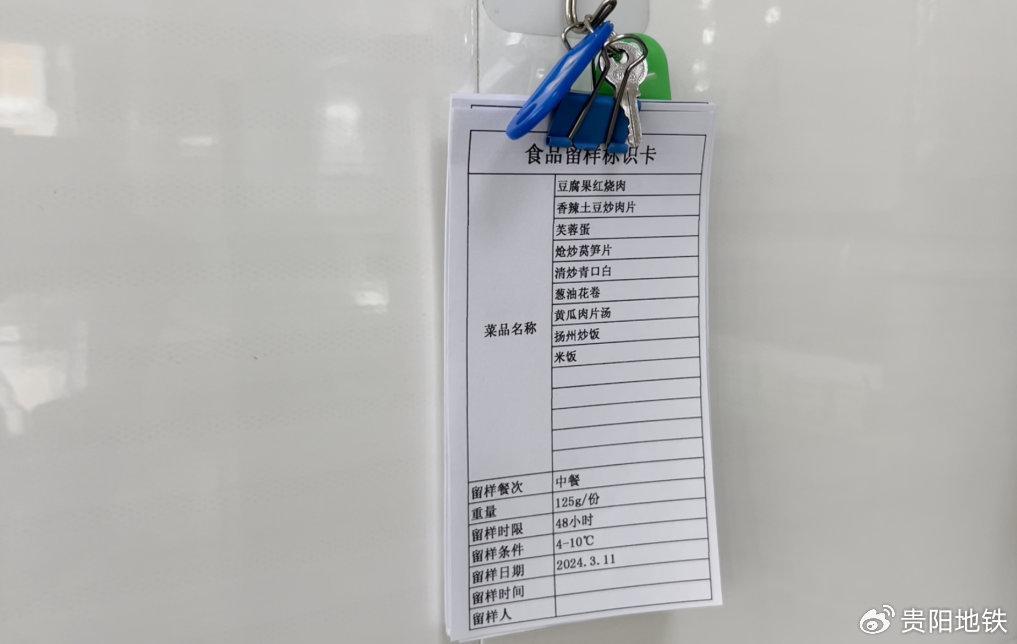 食品留样标识卡
菜品名称
豆腐果红烧肉
香辣土豆炒肉片
芙蓉蛋
炝炒莴笋片
清炒青口白
葱油花卷
黄瓜肉片汤
扬州炒饭
米饭
留样餐次 中餐
重量 125g/份
留样时限 48小时
留样条件 4-10℃
留样日期 2024.3.11
留样时间
留样人
贵阳地铁